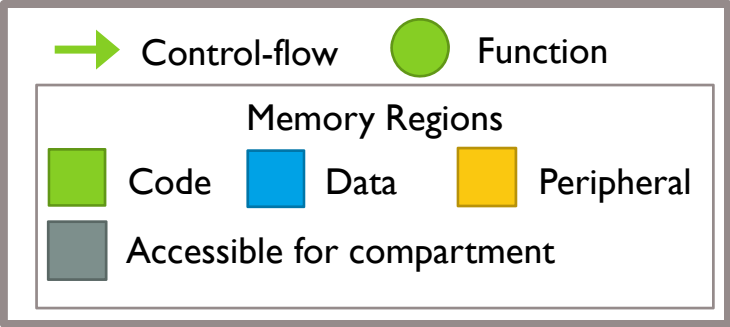 Control-flow Function
Memory Regions
Code Data Peripheral
Accessible for compartment